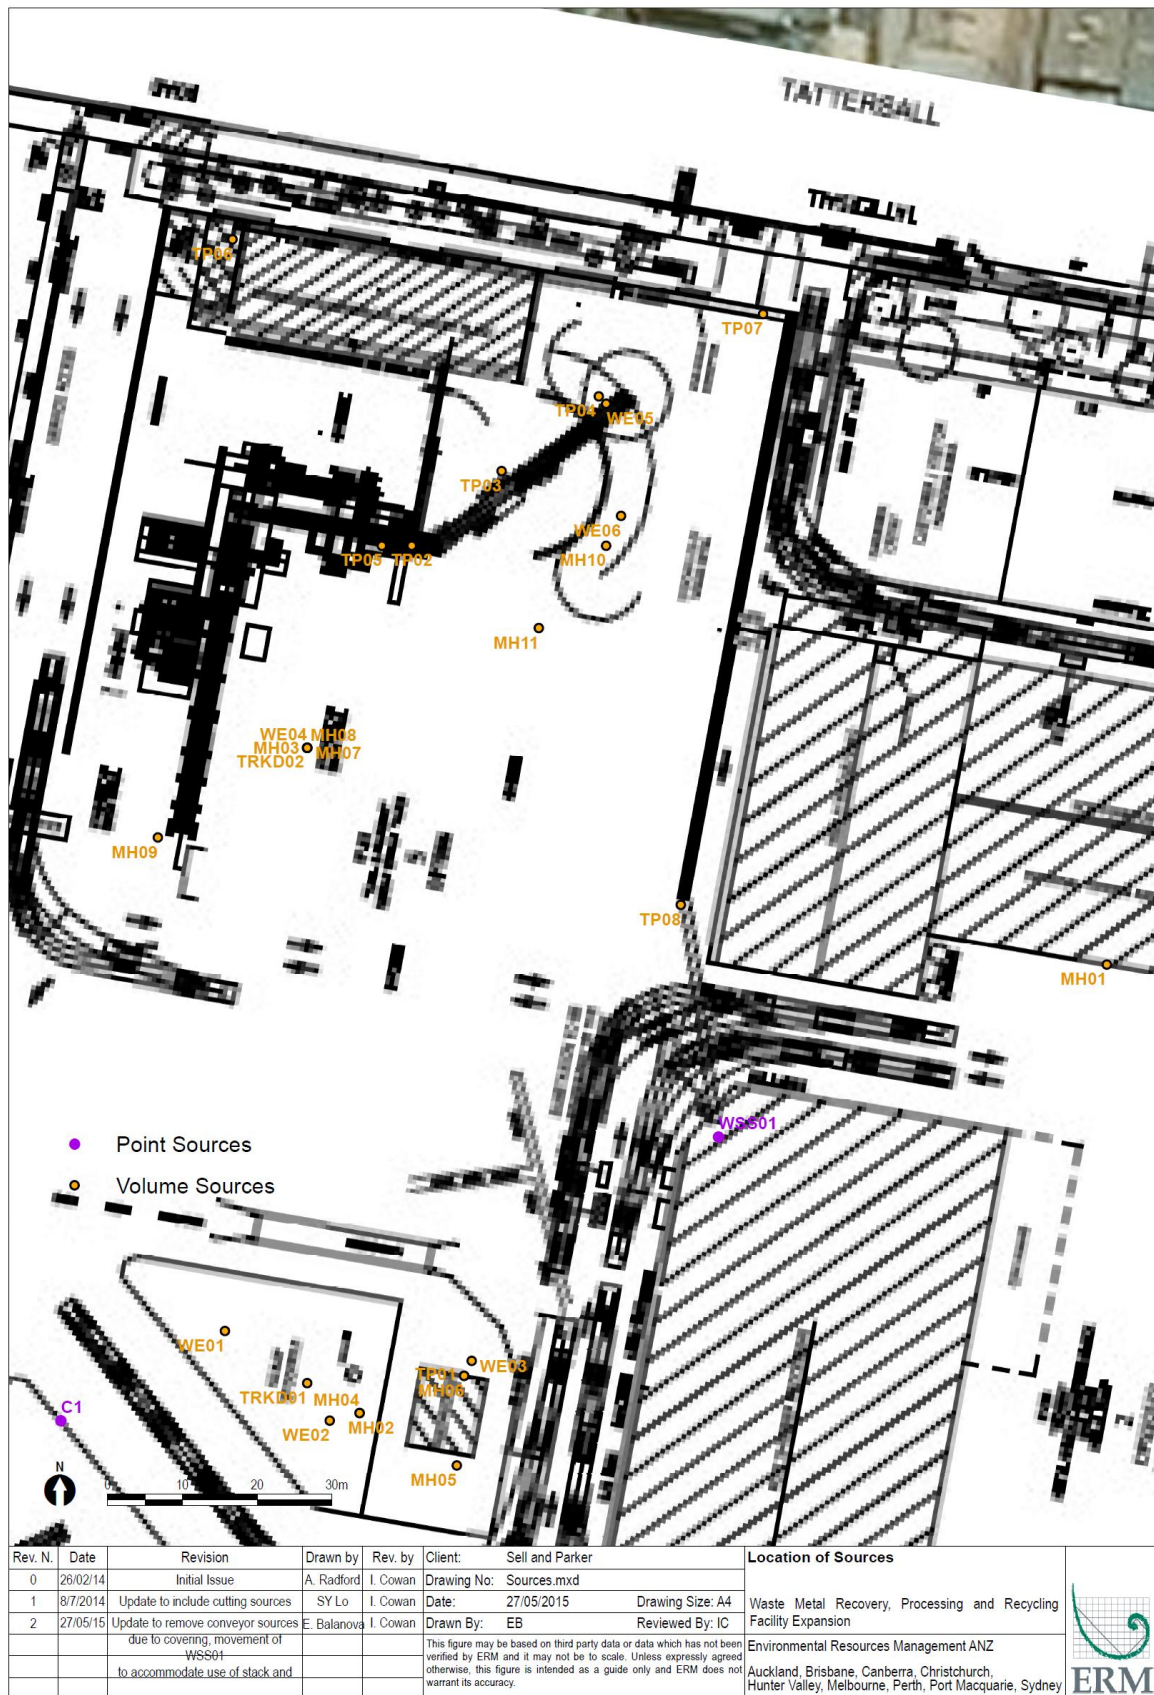 TATTERSALL
TP06
TP07
TP04
WE05
TP03
WE06
TP05
TP02
MH10
MH11
WE04
MH08
MH03
MH07
TRKD02
MH09
TP08
MH01
WSS01
Point Sources
Volume Sources
WE01
WE03
TP01
MH06
TRKD01
MH04
WE02
MH02
C1
MH05
N
0 10 20 30m
Rev. N. Date Revision Drawn by Rev. by
0 26/02/14 Initial Issue A. Radford I. Cowan
1 8/7/2014 Update to include cutting sources SY Lo I. Cowan
2 27/05/15 Update to remove conveyor sources E. Balanova I. Cowan
due to covering, movement of
WSS01
to accommodate use of stack and
Client: Sell and Parker
Drawing No: Sources.mxd
Date: 27/05/2015 Drawing Size: A4
Drawn By: EB Reviewed By: IC
This figure may be based on third party data or data which has not been
verified by ERM and it may not be to scale. Unless expressly agreed
otherwise, this figure is intended as a guide only and ERM does not
warrant its accuracy.
Location of Sources
Waste Metal Recovery, Processing and Recycling
Facility Expansion
Environmental Resources Management ANZ
Auckland, Brisbane, Canberra, Christchurch,
Hunter Valley, Melbourne, Perth, Port Macquarie, Sydney
ERM